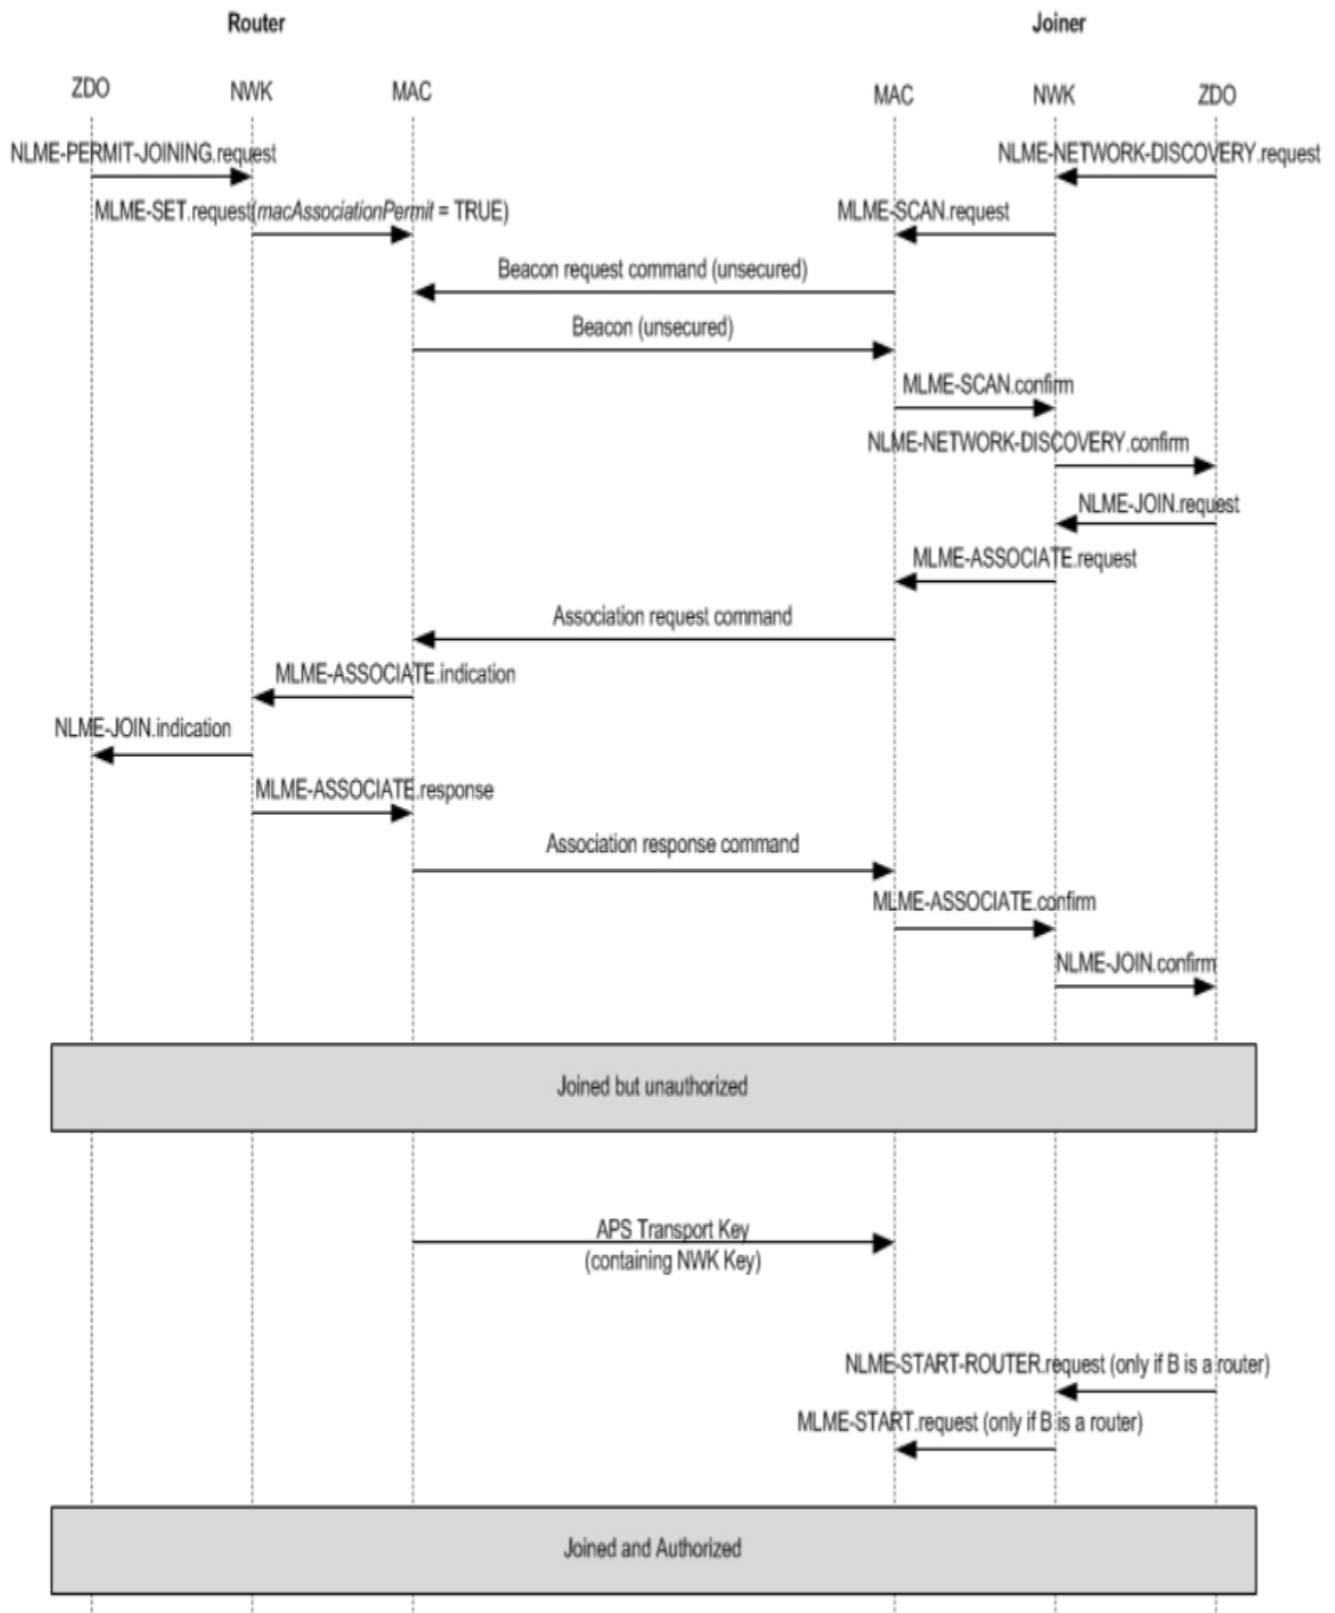 Router
Joiner
ZDO
NWK
MAC
MAC
NWK
ZDO
NLME-PERMIT-JOINING.request
NLME-NETWORK-DISCOVERY.request
MLME-SET.request(macAssociationPermit = TRUE)
MLME-SCAN.request
Beacon request command (unsecured)
Beacon (unsecured)
MLME-SCAN.confirm
NLME-NETWORK-DISCOVERY.confirm
NLME-JOIN.request
MLME-ASSOCIATE.request
Association request command
MLME-ASSOCIATE.indication
NLME-JOIN.indication
MLME-ASSOCIATE.response
Association response command
MLME-ASSOCIATE.confirm
NLME-JOIN.confirm
Joined but unauthorized
APS Transport Key
(containing NWK Key)
NLME-START-ROUTER.request (only if B is a router)
MLME-START.request (only if B is a router)
Joined and Authorized